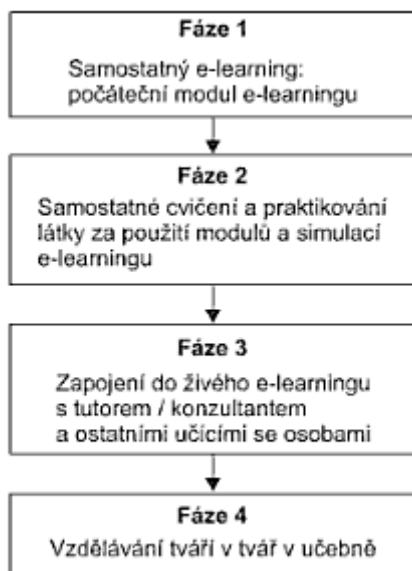 Fáze 1
Samostatný e-learning:
počáteční modul e-learningu
Fáze 2
Samostatné cvičení a praktikování
látky za použití modulů a simulací
e-learningu
Fáze 3
Zapojení do živého e-learningu
s tutorem / konzultantem
a ostatními učícími se osobami
Fáze 4
Vzdělávání tváří v tvář v učebně